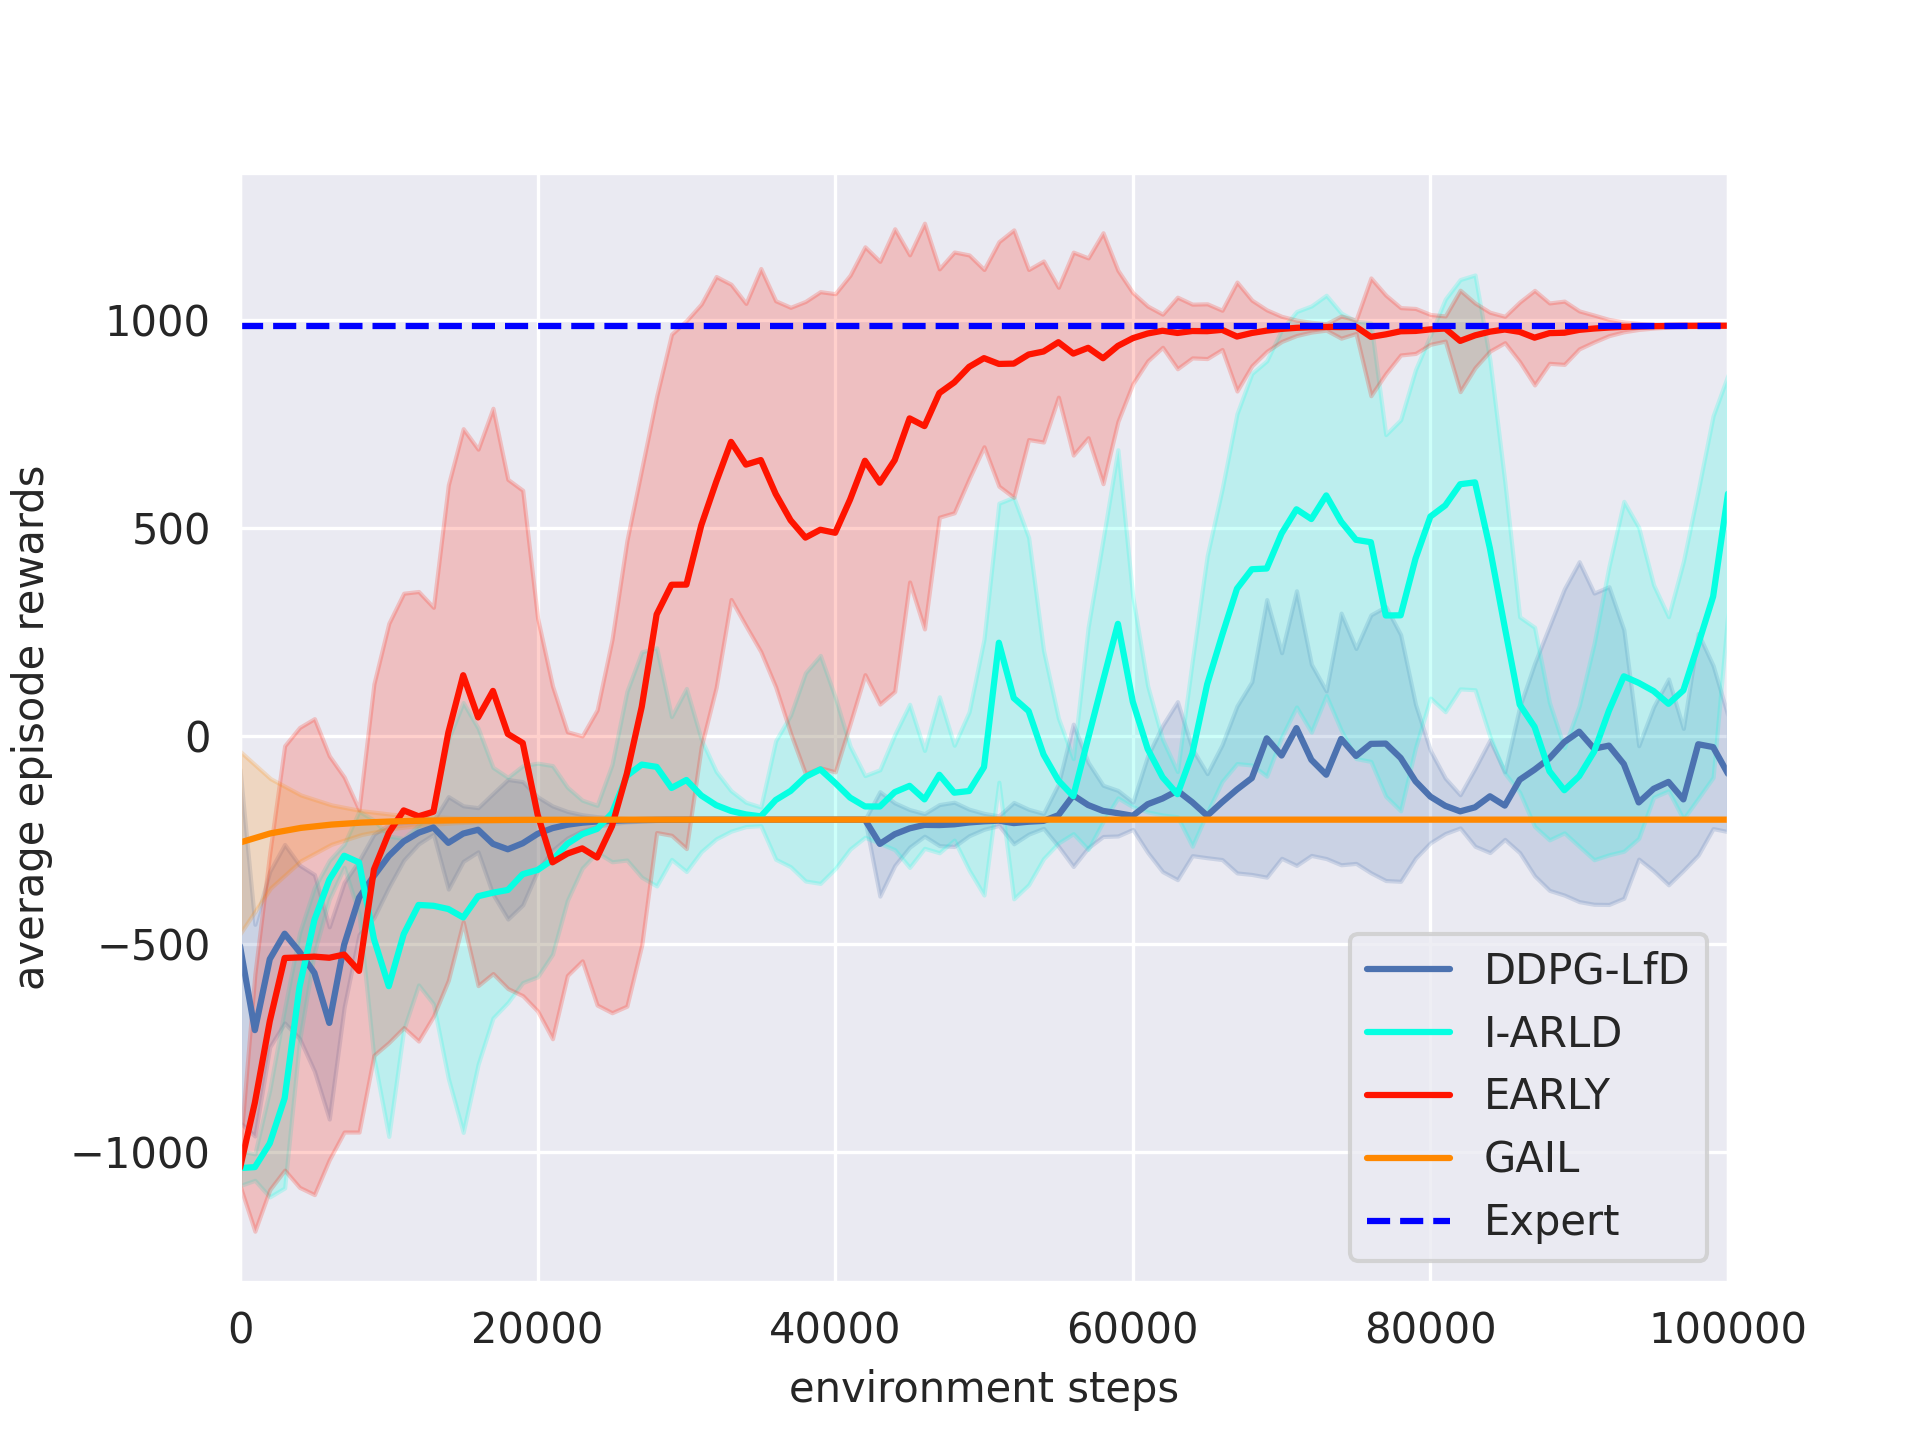 average episode rewards
1000
500
0
−500
−1000
0 20000 40000 60000 80000 100000
environment steps
DDPG-LfD
I-ARLD
EARLY
GAIL
Expert